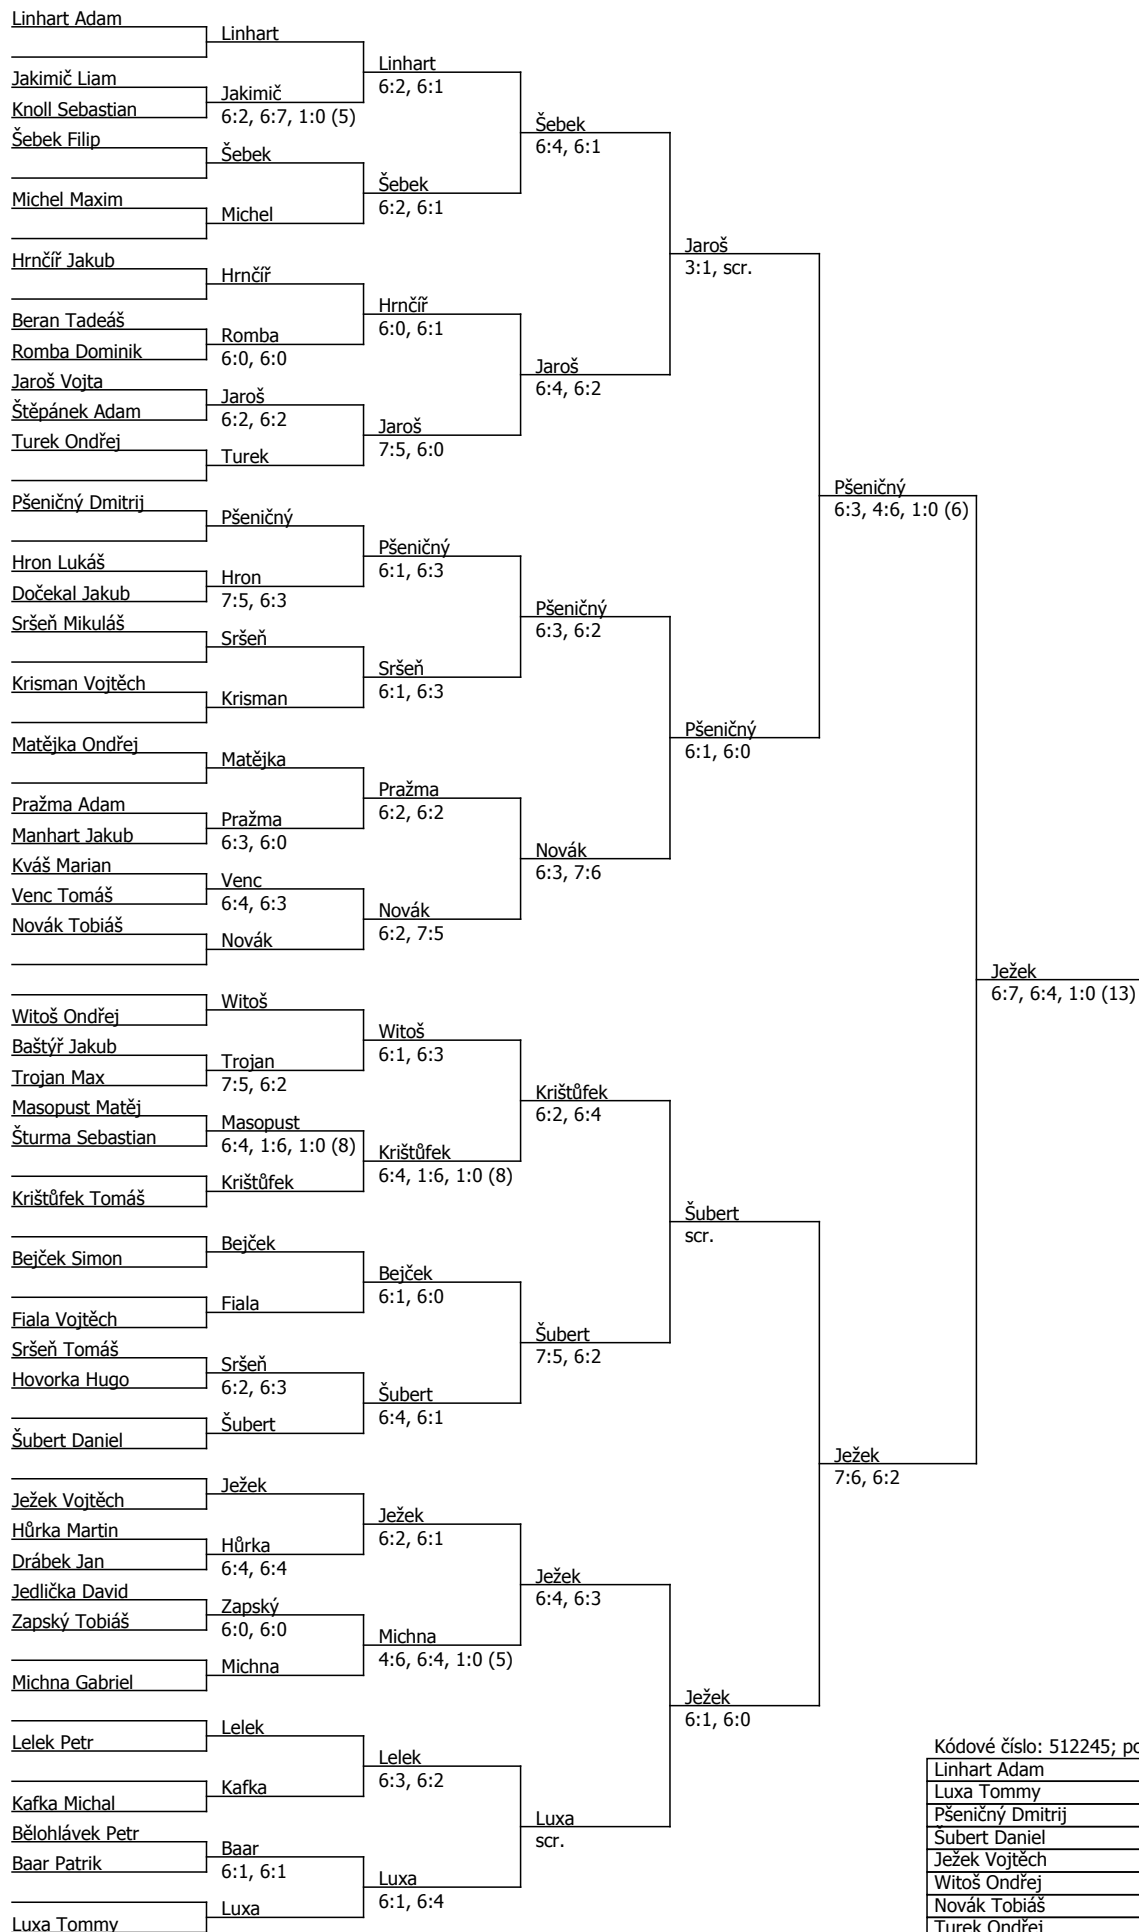 Linhart Adam
Jakimič Liam
Knoll Sebastian
Šebek Filip
Michel Maxim
Hrnčíř Jakub
Beran Tadeáš
Romba Dominik
Jaroš Vojta
Štěpánek Adam
Turek Ondřej
Pšeničný Dmitrij
Hron Lukáš
Dočekal Jakub
Sršeň Mikuláš
Krisman Vojtěch
Matějka Ondřej
Pražma Adam
Manhart Jakub
Kváš Marian
Venc Tomáš
Novák Tobiáš
Witoš Ondřej
Baštýř Jakub
Trojan Max
Masopust Matěj
Šturma Sebastian
Krištůfek Tomáš
Bejček Simon
Fiala Vojtěch
Sršeň Tomáš
Hovorka Hugo
Šubert Daniel
Ježek Vojtěch
Hůrka Martin
Drábek Jan
Jedlička David
Zapský Tobiáš
Michna Gabriel
Lelek Petr
Kafka Michal
Bělohlávek Petr
Baar Patrik
Luxa Tommy
Linhart
Jakimič
6:2, 6:7, 1:0 (5)
Šebek
Michel
Hrnčíř
Romba
6:0, 6:0
Jaroš
6:2, 6:2
Turek
Pšeničný
Hron
7:5, 6:3
Sršeň
Krisman
Matějka
Pražma
6:3, 6:0
Venc
6:4, 6:3
Novák
Witoš
Trojan
7:5, 6:2
Masopust
6:4, 1:6, 1:0 (8)
Krištůfek
Bejček
Fiala
Sršeň
6:2, 6:3
Šubert
Ježek
Hůrka
6:4, 6:4
Zapský
6:0, 6:0
Michna
Lelek
Kafka
Baar
6:1, 6:1
Luxa
Linhart
6:2, 6:1
Šebek
6:2, 6:1
Hrnčíř
6:0, 6:1
Jaroš
7:5, 6:0
Pšeničný
6:1, 6:3
Sršeň
6:1, 6:3
Pražma
6:2, 6:2
Novák
6:2, 7:5
Witoš
6:1, 6:3
Krištůfek
6:4, 1:6, 1:0 (8)
Bejček
6:1, 6:0
Šubert
6:4, 6:1
Ježek
6:2, 6:1
Michna
4:6, 6:4, 1:0 (5)
Lelek
6:3, 6:2
Luxa
6:1, 6:4
Šebek
6:4, 6:1
Jaroš
6:4, 6:2
Pšeničný
6:3, 6:2
Novák
6:3, 7:6
Krištůfek
6:2, 6:4
Šubert
7:5, 6:2
Ježek
6:4, 6:3
Luxa
scr.
Jaroš
3:1, scr.
Pšeničný
6:1, 6:0
Šubert
scr.
Ježek
6:1, 6:0
Pšeničný
6:3, 4:6, 1:0 (6)
Ježek
7:6, 6:2
Ježek
6:7, 6:4, 1:0 (13)
Kódové číslo: 512245;
Linhart Adam
Luxa Tommy
Pšeničný Dmitrij
Šubert Daniel
Ježek Vojtěch
Witoš Ondřej
Novák Tobiáš
Turek Ondřej